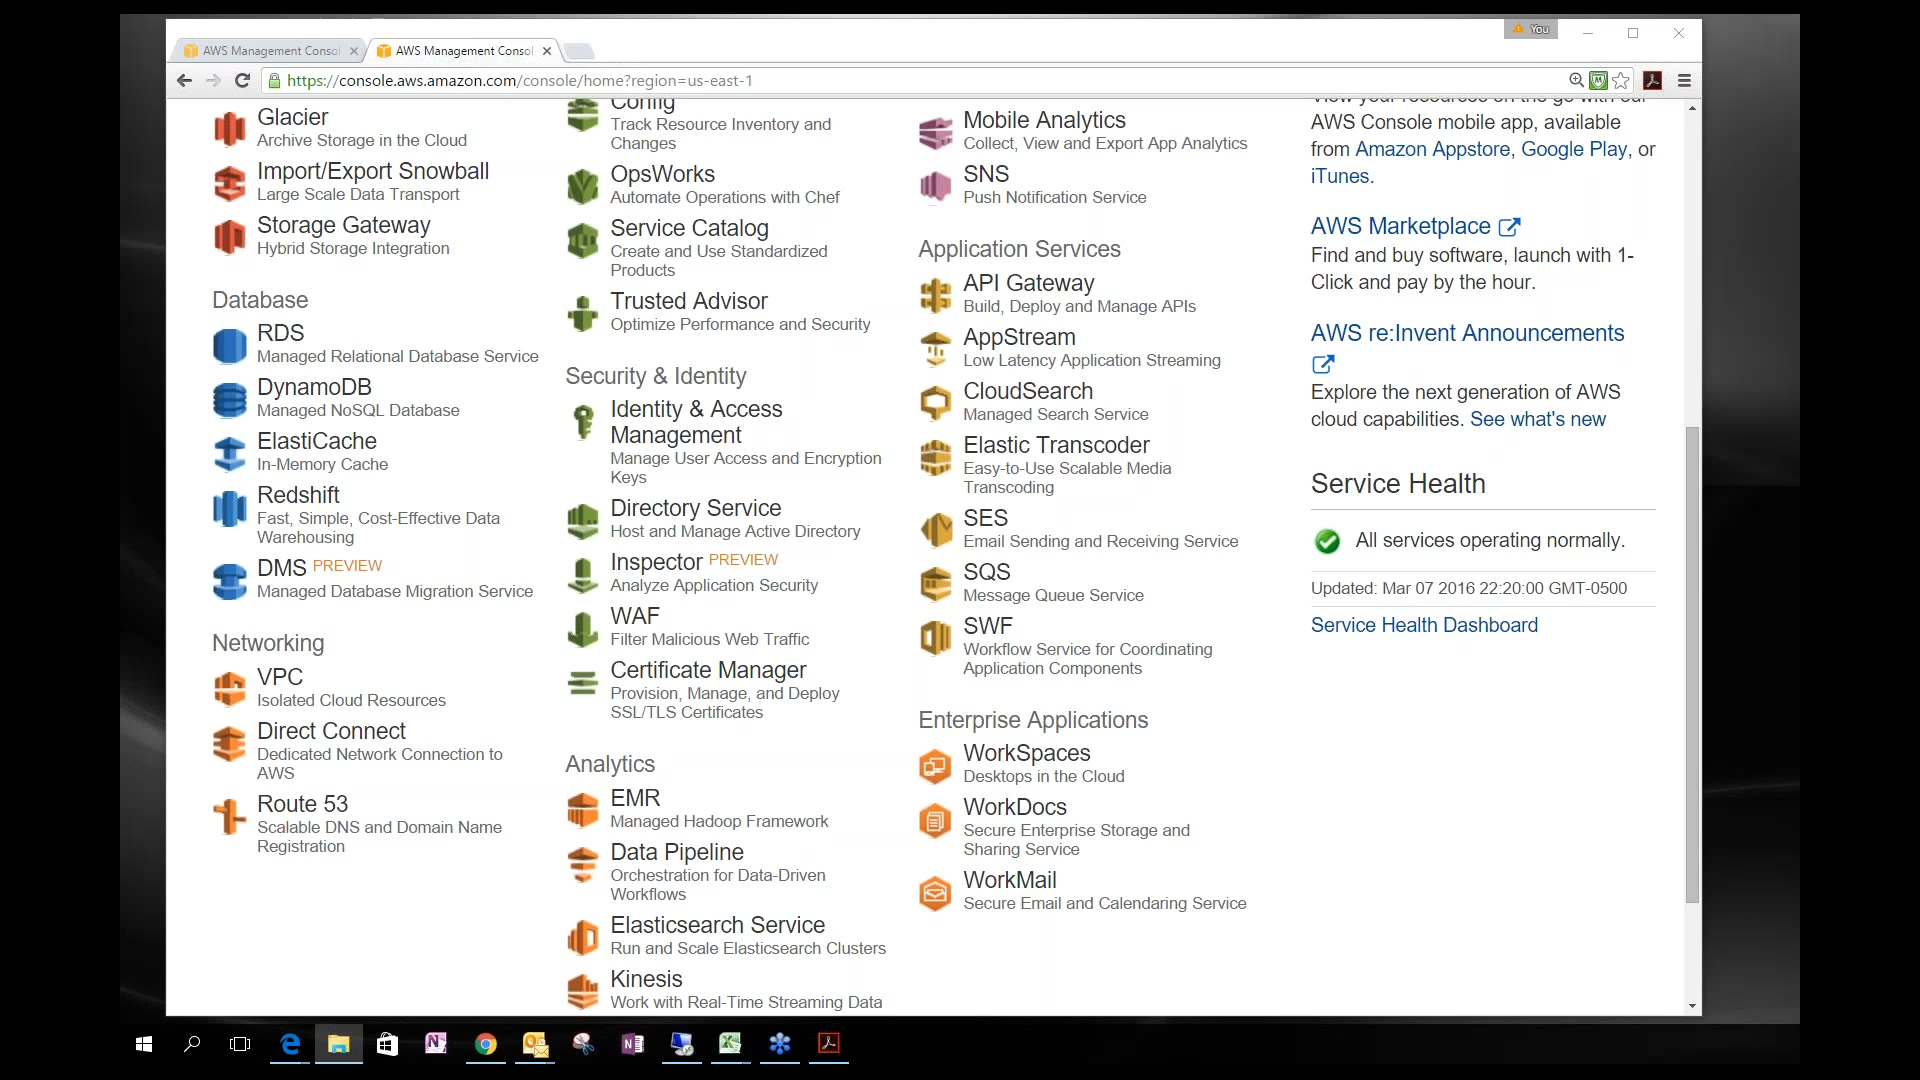 You
AWS Management Consol
AWS Management Consol
https://console.aws.amazon.com/console/home?region=us-east-1
Glacier
Archive Storage in the Cloud
Import/Export Snowball
Large Scale Data Transport
Storage Gateway
Hybrid Storage Integration
Database
RDS
Managed Relational Database Service
DynamoDB
Managed NoSQL Database
ElastiCache
In-Memory Cache
Redshift
Fast, Simple, Cost-Effective Data
Warehousing
DMS PREVIEW
Managed Database Migration Service
Networking
VPC
Isolated Cloud Resources
Direct Connect
Dedicated Network Connection to
AWS
Route 53
Scalable DNS and Domain Name
Registration
Config
Track Resource Inventory and
Changes
OpsWorks
Automate Operations with Chef
Service Catalog
Create and Use Standardized
Products
Trusted Advisor
Optimize Performance and Security
Security & Identity
Identity & Access
Management
Manage User Access and Encryption
Keys
Directory Service
Host and Manage Active Directory
Inspector PREVIEW
Analyze Application Security
WAF
Filter Malicious Web Traffic
Certificate Manager
Provision, Manage, and Deploy
SSL/TLS Certificates
Analytics
EMR
Managed Hadoop Framework
Data Pipeline
Orchestration for Data-Driven
Workflows
Elasticsearch Service
Run and Scale Elasticsearch Clusters
Kinesis
Work with Real-Time Streaming Data
Mobile Analytics
Collect, View and Export App Analytics
SNS
Push Notification Service
Application Services
API Gateway
Build, Deploy and Manage APIs
AppStream
Low Latency Application Streaming
CloudSearch
Managed Search Service
Elastic Transcoder
Easy-to-Use Scalable Media
Transcoding
SES
Email Sending and Receiving Service
SQS
Message Queue Service
SWF
Workflow Service for Coordinating
Application Components
Enterprise Applications
WorkSpaces
Desktops in the Cloud
WorkDocs
Secure Enterprise Storage and
Sharing Service
WorkMail
Secure Email and Calendaring Service
View your resources on the go with our
AWS Console mobile app, available
from Amazon Appstore, Google Play, or
iTunes.
AWS Marketplace
Find and buy software, launch with 1-
Click and pay by the hour.
AWS re:Invent Announcements
Explore the next generation of AWS
cloud capabilities. See what's new
Service Health
All services operating normally.
Updated: Mar 07 2016 22:20:00 GMT-0500
Service Health Dashboard